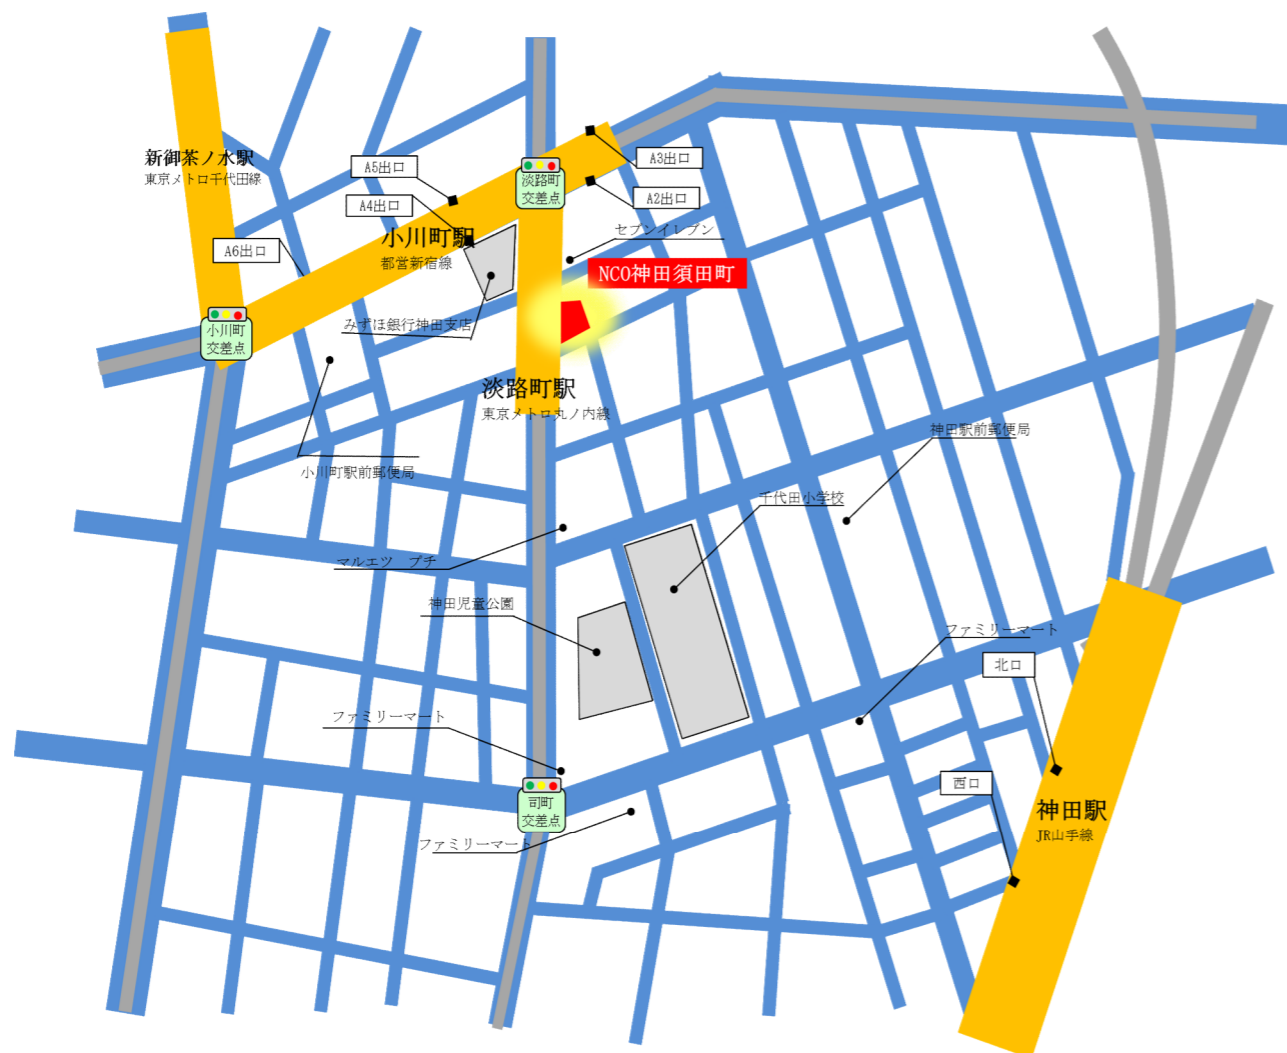 新御茶ノ水駅
東京メトロ千代田線
A5出口
淡路町
交差点
A3出口
A4出口
A2出口
小川町駅
都営新宿線
A6出口
セブンイレブン
NCO神田須田町
小川町
交差点
みずほ銀行神田支店
淡路町駅
東京メトロ丸ノ内線
神田駅前郵便局
小川町駅前郵便局
千代田小学校
マルエツ プチ
神田児童公園
ファミリーマート
北口
ファミリーマート
西口
司町
交差点
神田駅
JR山手線
ファミリーマート